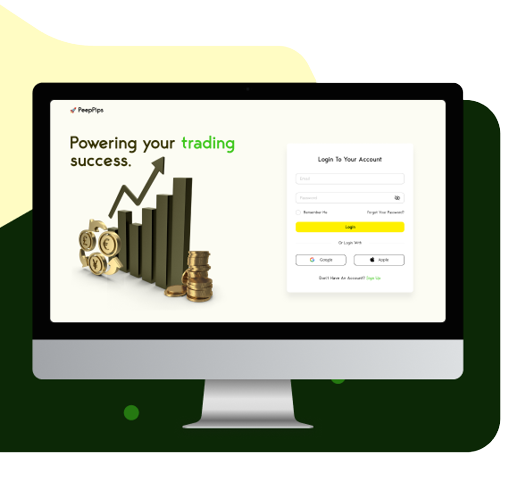 PeepPips
Powering your trading
success.
Login To Your Account
Email
Password
Remember Me
Forgot Your Password?
Login
Or Login With
Google
Apple
Don't Have An Account? Sign Up